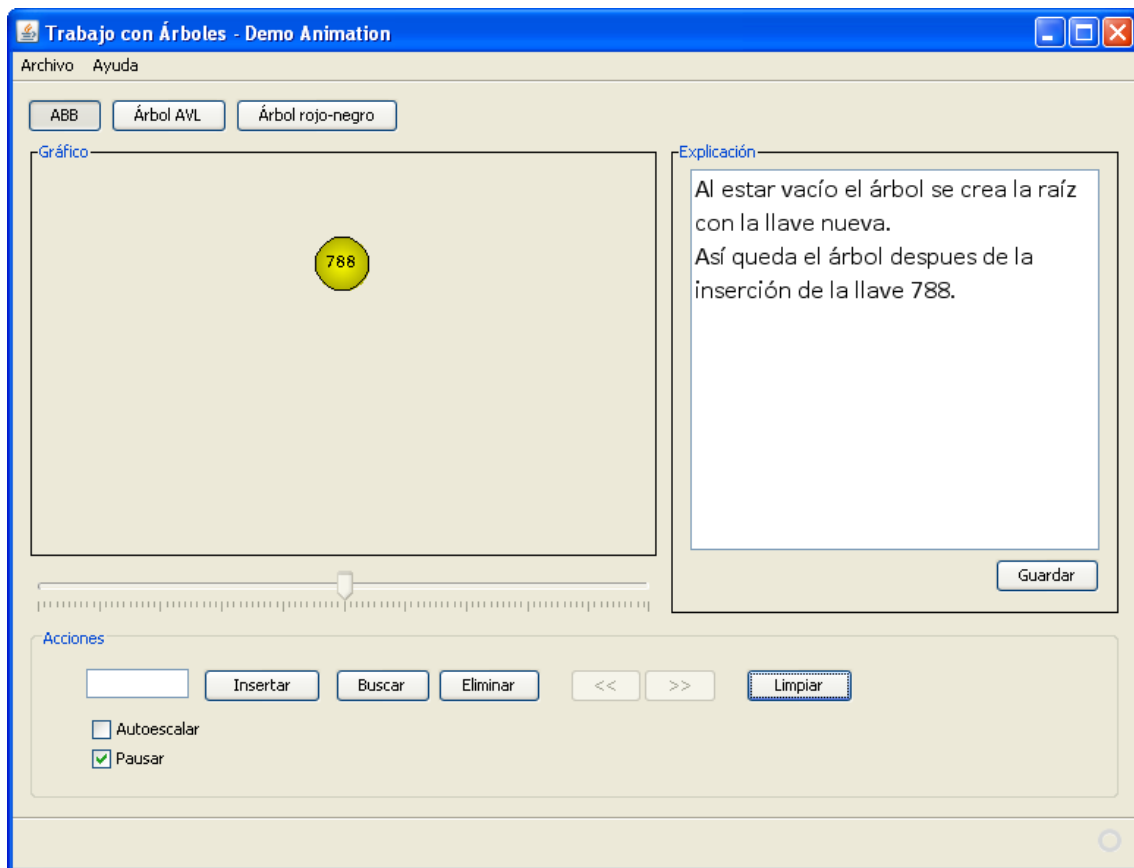 Trabajo con Árboles - Demo Animation
Archivo Ayuda
ABB Árbol AVL Árbol rojo-negro
Gráfico
788
Explicación
Al estar vacío el árbol se crea la raíz
con la llave nueva.
Así queda el árbol despues de la
inserción de la llave 788.
Guardar
Acciones
Insertar Buscar Eliminar << >> Limpiar
Autoescalar
Pausar